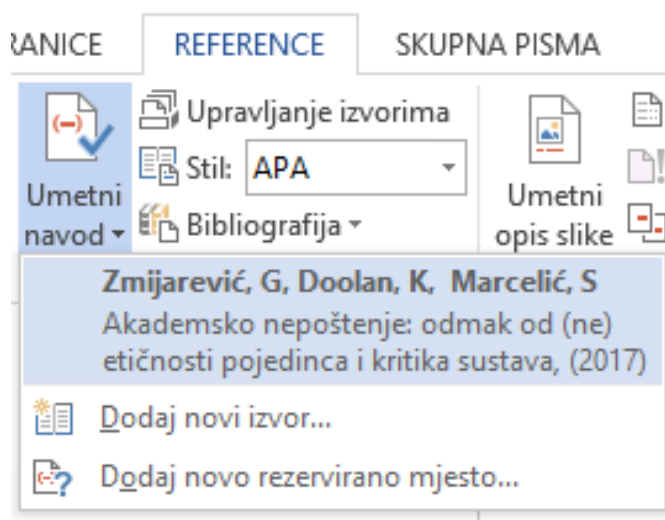 RANICE REFERENCE SKUPNA PISMA
Upravljanje izvorima
Stil: APA
Umetni
navod
Bibliografija
Umetni
opis slike
Zmijarević, G, Doolan, K, Marcelić, S
Akademsko nepoštenje: odmak od (ne)
etičnosti pojedinca i kritika sustava, (2017)
Dodaj novi izvor...
Dodaj novo rezervirano mjesto...